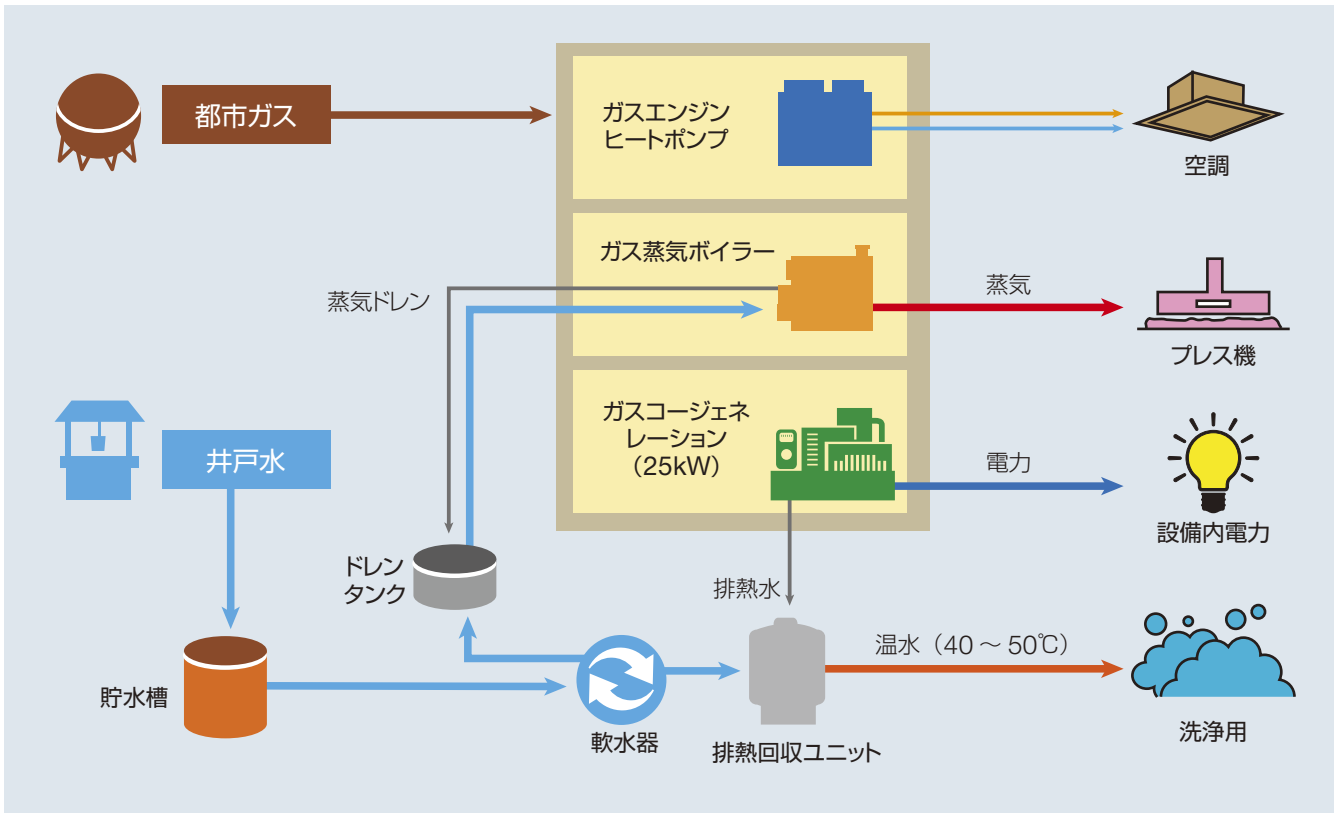 都市ガス
ガスエンジン
ヒートポンプ
空調
ガス蒸気ボイラー
蒸気ドレン
蒸気
プレス機
井戸水
ガスコージェネ
レーション
（25kW）
電力
設備内電力
ドレン
タンク
排熱水
温水（40～50℃）
貯水槽
軟水器
排熱回収ユニット
洗浄用